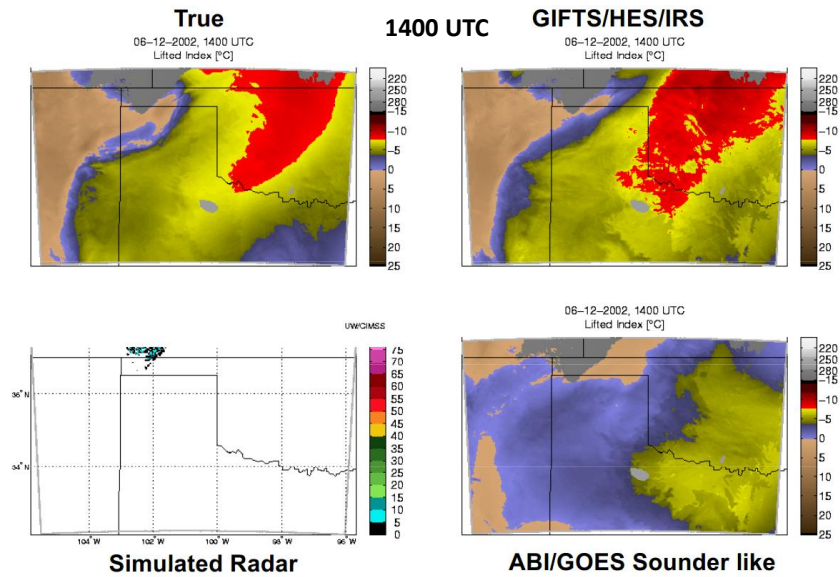 True
1400 UTC
GIFTS/HES/IRS
06-12-2002, 1400 UTC
Lifted Index [°C]
220
250
280
-15
-10
-5
0
5
10
15
20
25
06-12-2002, 1400 UTC
Lifted Index [°C]
220
250
280
-15
-10
-5
0
5
10
15
20
25
UW/CIMSS
75
70
65
60
55
50
45
40
35
30
25
20
15
10
5
0
36° N
34° N
104° W
102° W
100° W
98° W
96° W
Simulated Radar
06-12-2002, 1400 UTC
Lifted Index [°C]
220
250
280
-15
-10
-5
0
5
10
15
20
25
ABI/GOES Sounder like